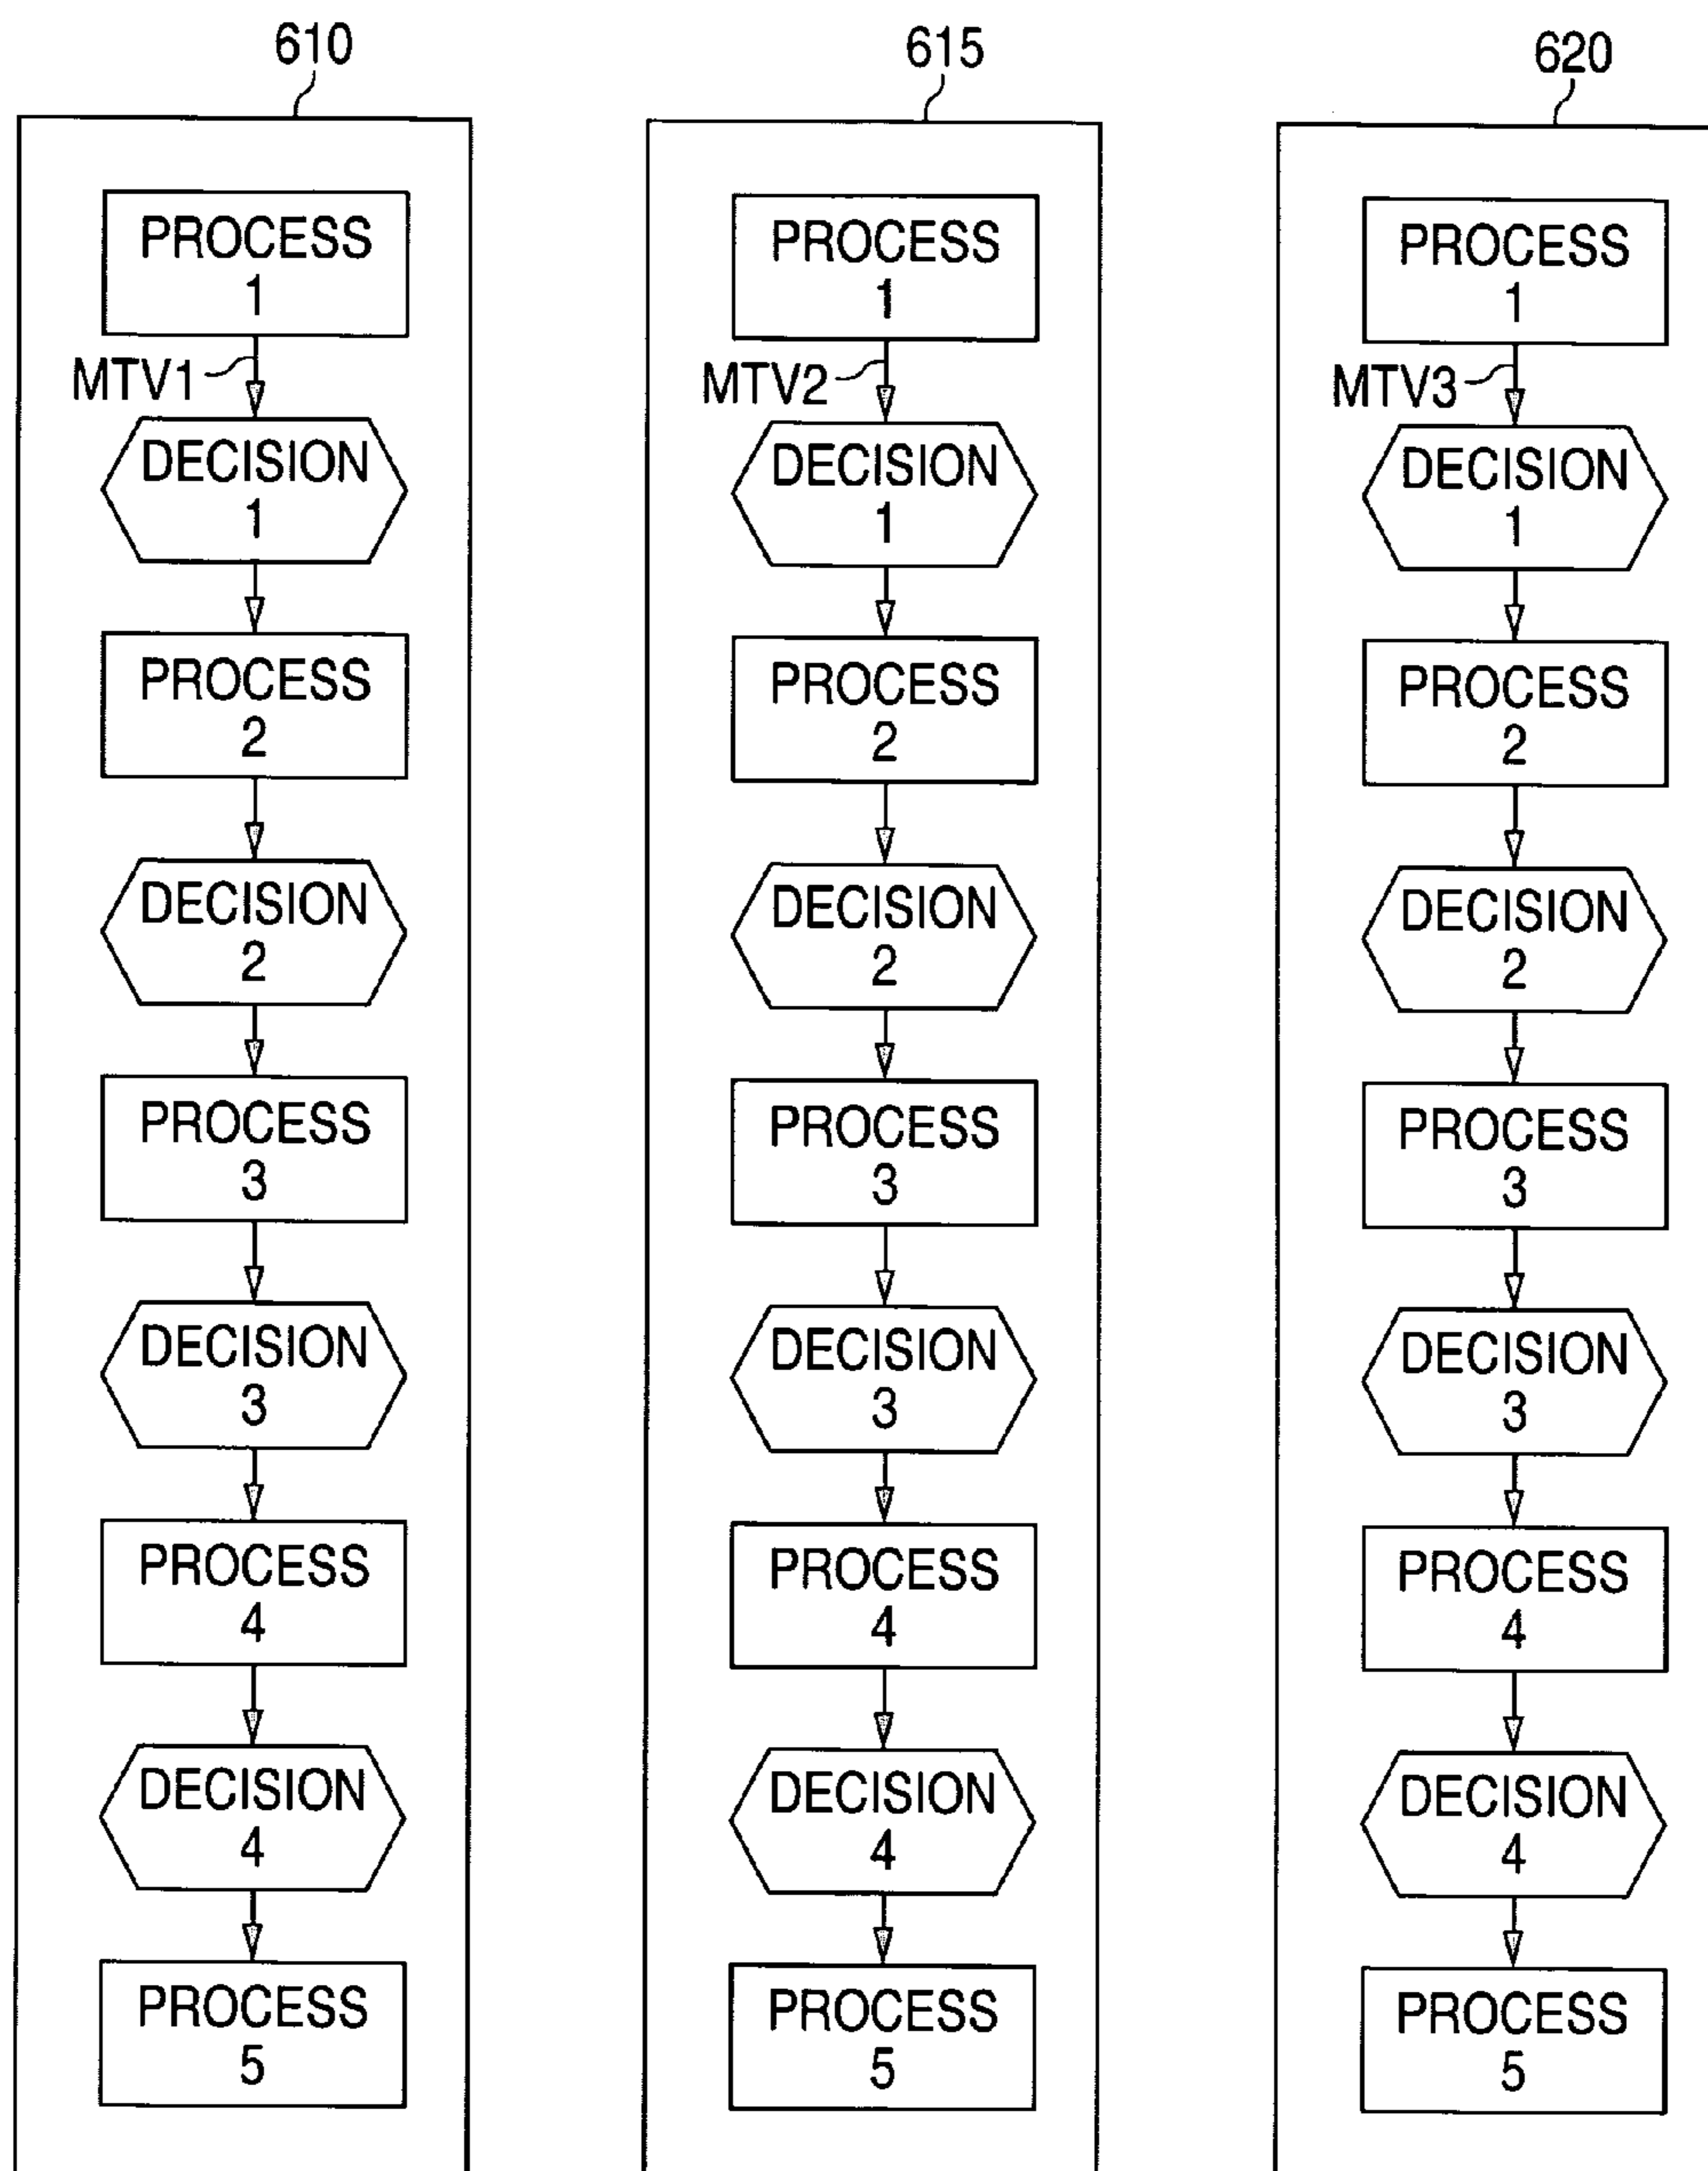 610
PROCESS
1
MTV1
DECISION
1
PROCESS
2
DECISION
2
PROCESS
3
DECISION
3
PROCESS
4
DECISION
4
PROCESS
5
615
PROCESS
1
MTV2
DECISION
1
PROCESS
2
DECISION
2
PROCESS
3
DECISION
3
PROCESS
4
DECISION
4
PROCESS
5
620
PROCESS
1
MTV3
DECISION
1
PROCESS
2
DECISION
2
PROCESS
3
DECISION
3
PROCESS
4
DECISION
4
PROCESS
5